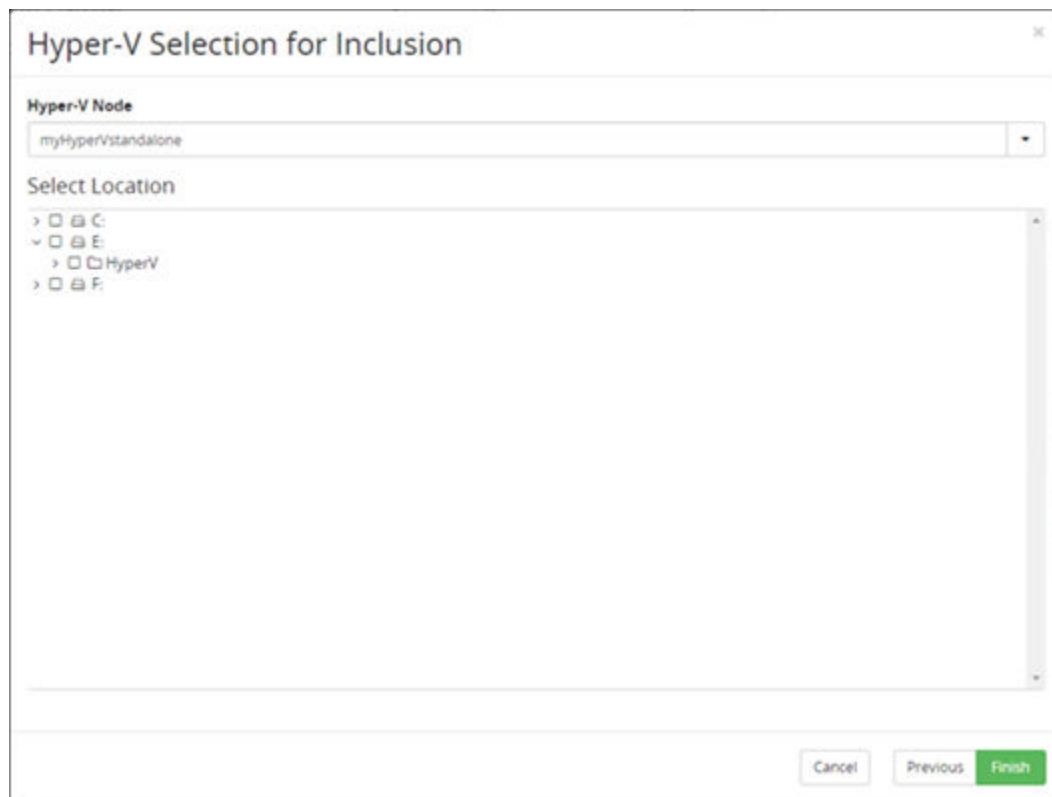 Hyper-V Selection for Inclusion
Hyper-V Node
myHyperVstandalone
Select Location
C:
E:
HyperV
F:
Cancel Previous Finish